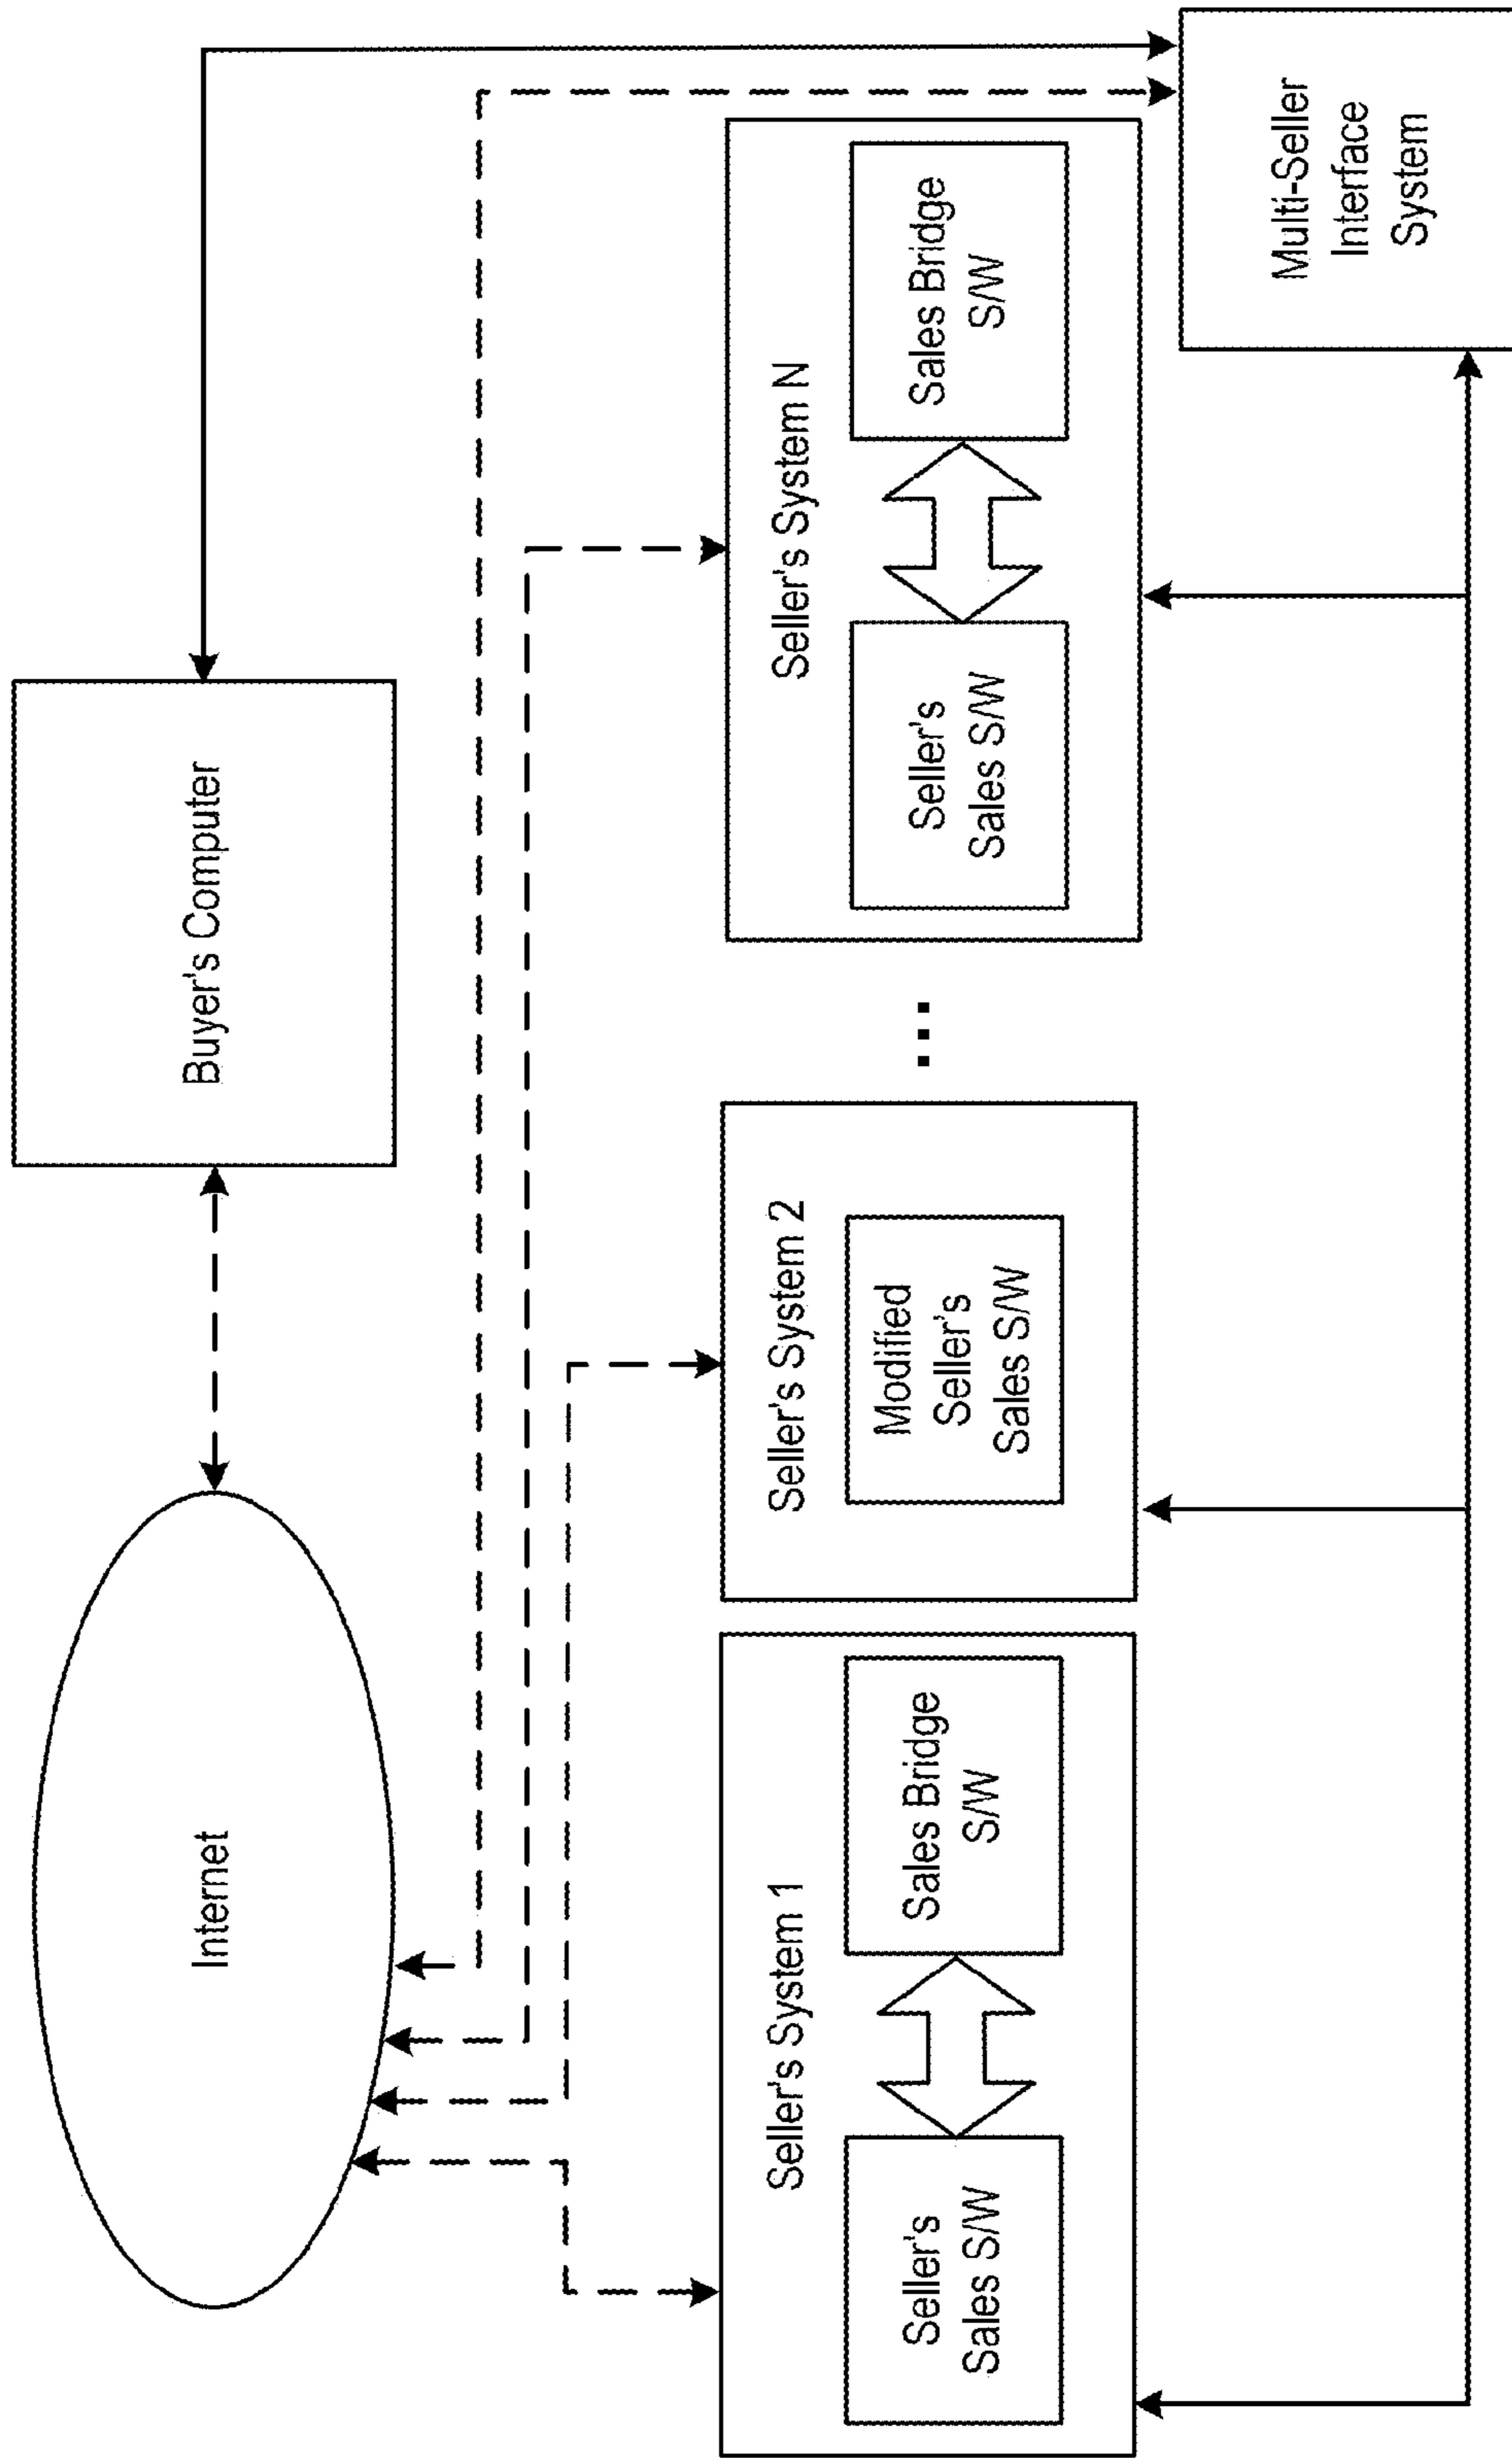 Internet
Buyer's Computer
Seller's System 1
Seller's
Sales S/W
Sales Bridge
S/W
Seller's System 2
Modified
Seller's
Sales S/W
...
Seller's System N
Seller's
Sales S/W
Sales Bridge
S/W
Multi-Seller
Interface
System